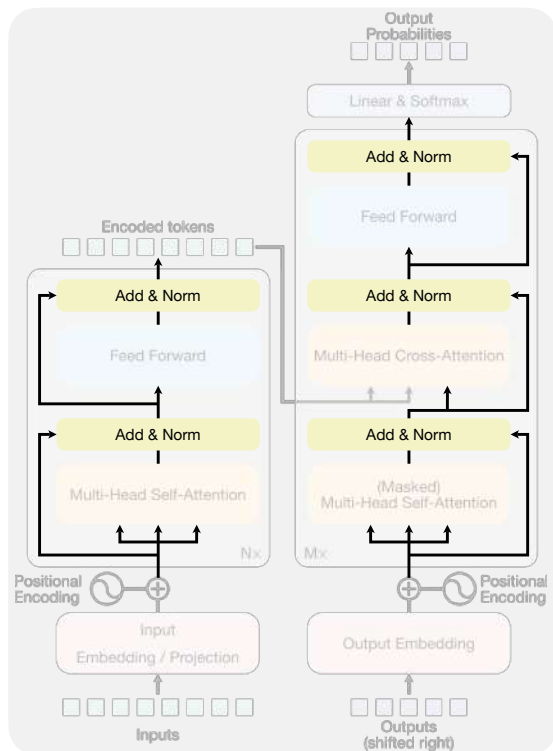 Output
Probabilities
Linear & Softmax
Add & Norm
Feed Forward
Add & Norm
Multi-Head Cross-Attention
Add & Norm
(Masked)
Multi-Head Self-Attention
Mx
Positional
Encoding
Output Embedding
Outputs
(shifted right)
Encoded tokens
Add & Norm
Feed Forward
Add & Norm
Multi-Head Self-Attention
Nx
Positional
Encoding
Input
Embedding / Projection
Inputs